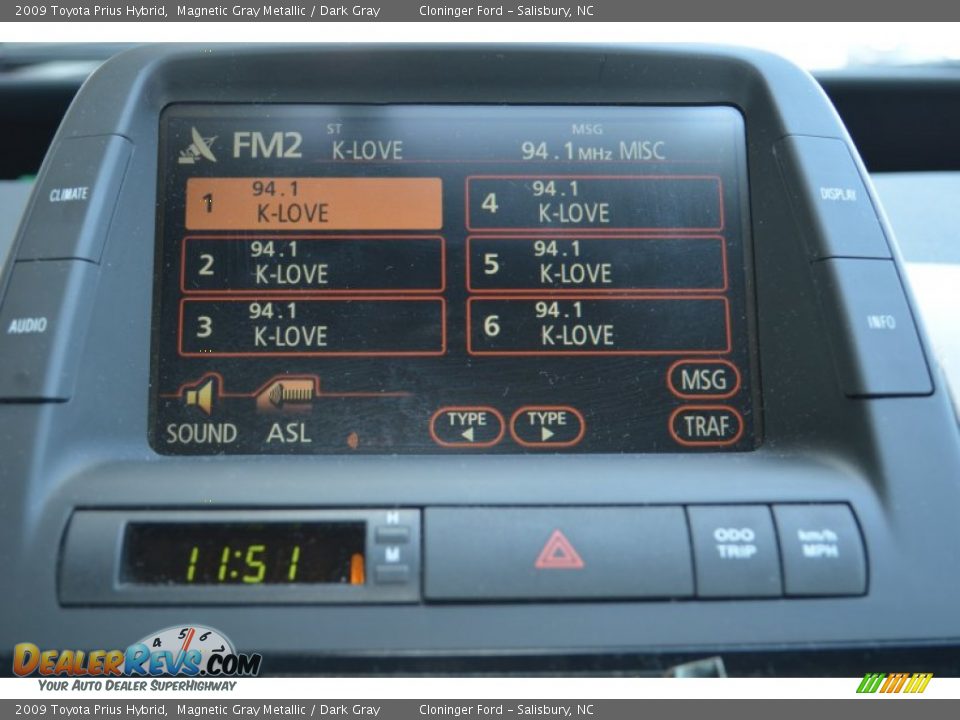 2009 Toyota Prius Hybrid, Magnetic Gray Metallic / Dark Gray Cloninger Ford - Salisbury, NC
CLIMATE
AUDIO
DISPLAY
INFO
FM2 ST K-LOVE MSG 94.1 MHz MISC
1 94.1 K-LOVE
4 94.1 K-LOVE
2 94.1 K-LOVE
5 94.1 K-LOVE
3 94.1 K-LOVE
6 94.1 K-LOVE
MSG
SOUND ASL TYPE TYPE TRAF
11:51
H
M
ODO
TRIP
km/h
MPH
4 5 6
DEALERREVS.COM
YOUR AUTO DEALER SUPERHIGHWAY
2009 Toyota Prius Hybrid, Magnetic Gray Metallic / Dark Gray Cloninger Ford - Salisbury, NC